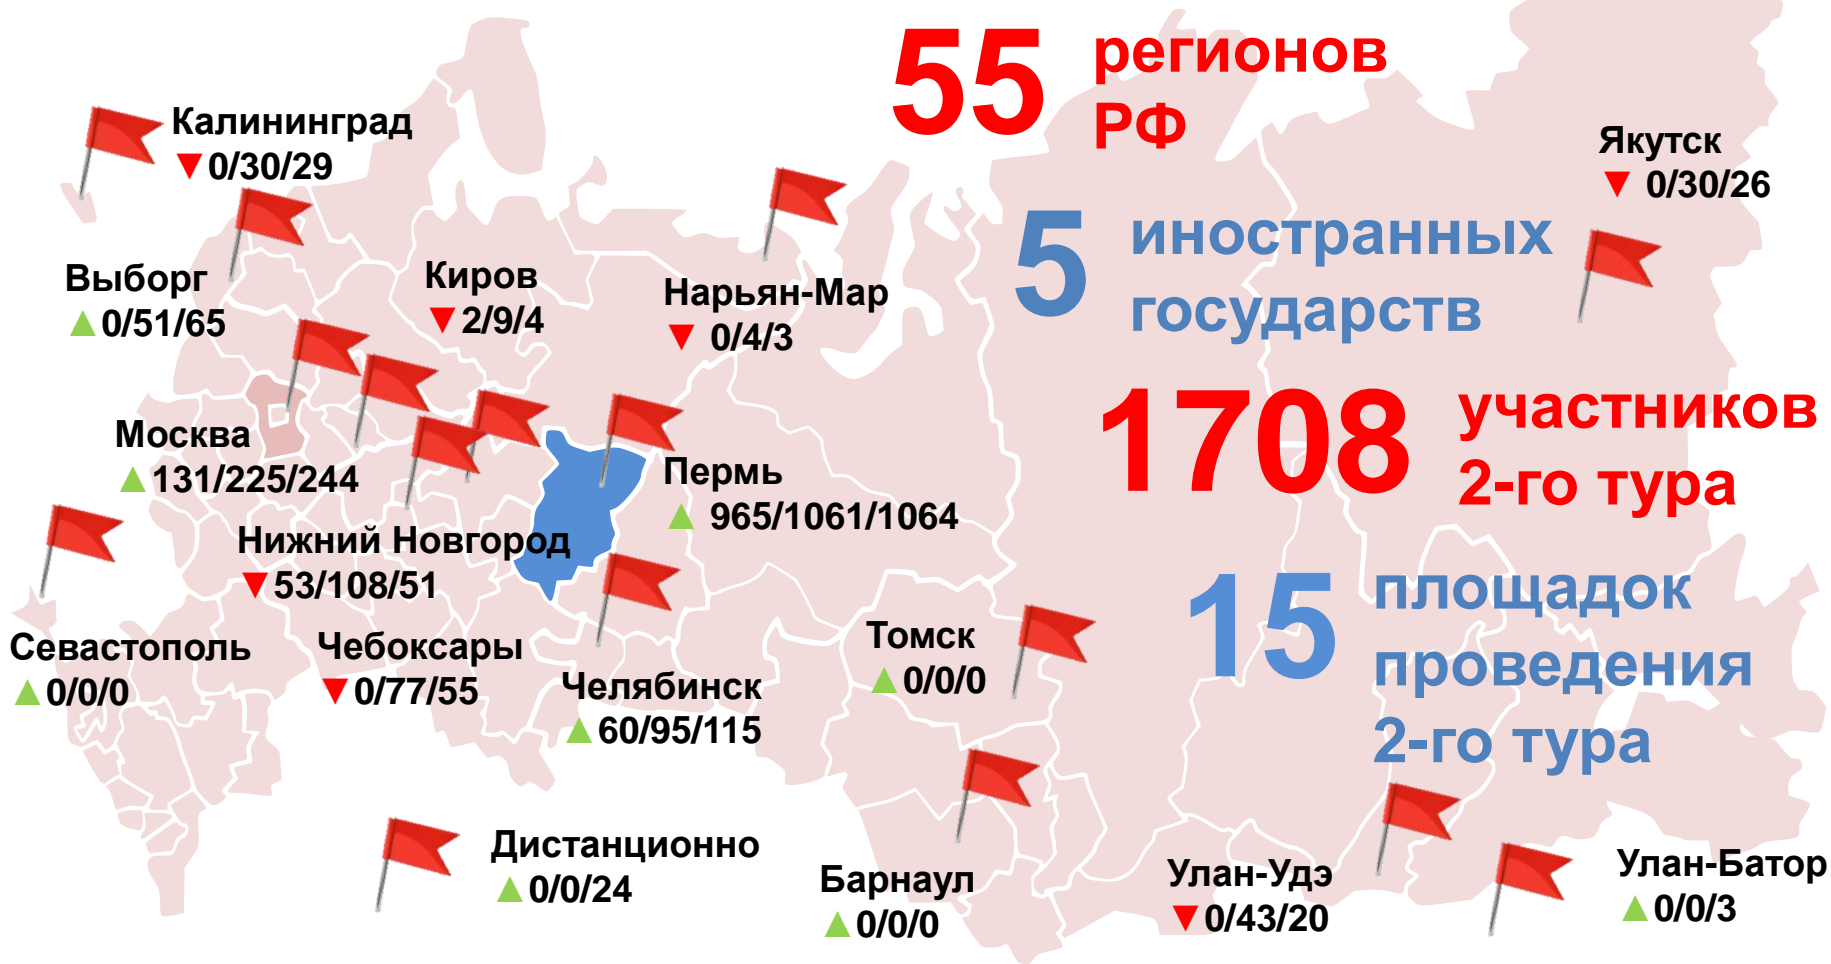 55
регионов
РФ
5
иностранных
государств
1708
участников
2-го тура
15
площадок
проведения
2-го тура
Калининград
▼0/30/29
Якутск
▼ 0/30/26
Выборг
▲0/51/65
Киров
▼2/9/4
Нарьян-Мар
▼ 0/4/3
Москва
▲131/225/244
Пермь
▲ 965/1061/1064
Нижний Новгород
▼53/108/51
Севастополь
▲0/0/0
Чебоксары
▼0/77/55
Челябинск
▲60/95/115
Томск
▲0/0/0
Дистанционно
▲0/0/24
Барнаул
▲0/0/0
Улан-Удэ
▼0/43/20
Улан-Батор
▲0/0/3